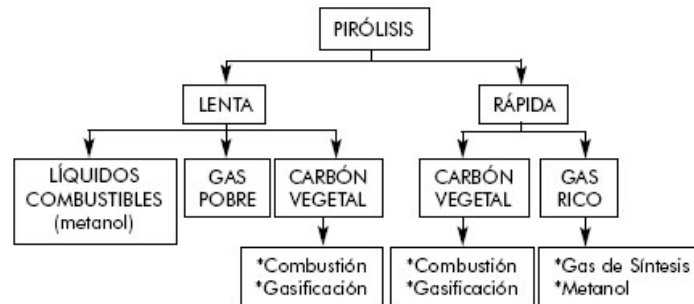 PIRÓLISIS
LENTA
RÁPIDA
LÍQUIDOS
COMBUSTIBLES
(metanol)
GAS
POBRE
CARBÓN
VEGETAL
CARBÓN
VEGETAL
GAS
RICO
*Combustión
*Gasificación
*Combustión
*Gasificación
*Gas de Síntesis
*Metanol